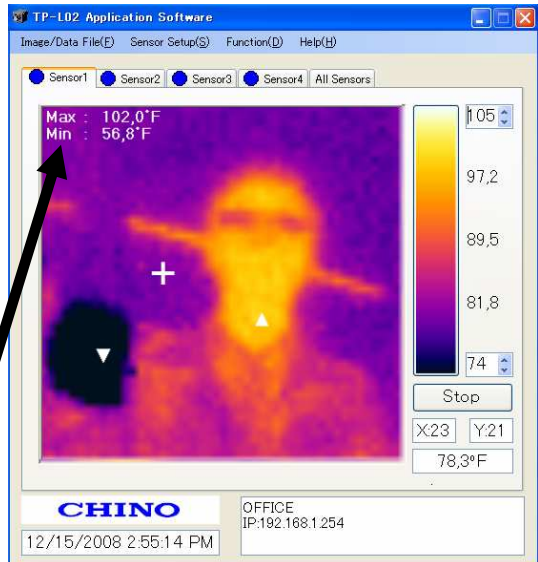 TP-L02 Application Software
Image/Data File(F) Sensor Setup(S) Function(D) Help(H)
Sensor1 Sensor2 Sensor3 Sensor4 All Sensors
Max : 102,0°F
Min : 56,8°F
105
97,2
89,5
81,8
74
Stop
X:23 Y:21
78,3°F
CHINO
12/15/2008 2:55:14 PM
OFFICE
IP:192.168.1.254